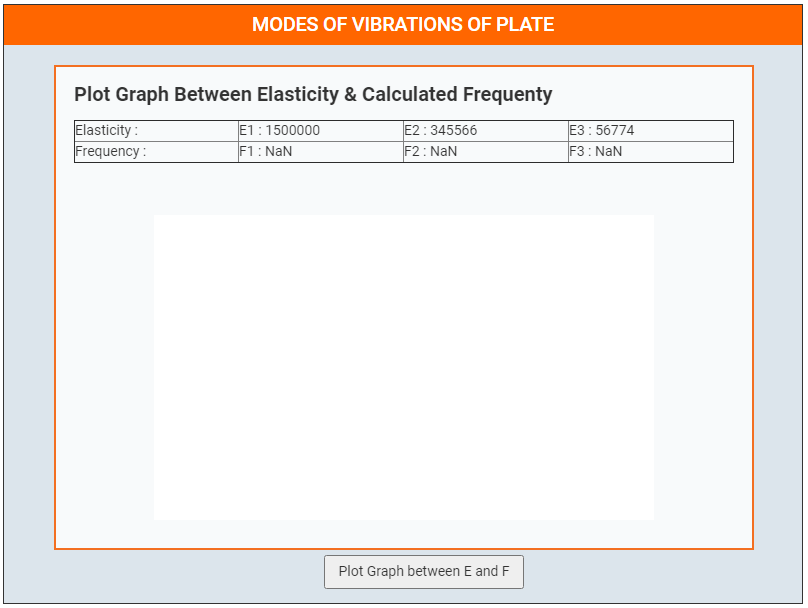 MODES OF VIBRATIONS OF PLATE
Plot Graph Between Elasticity & Calculated Frequenty
Elasticity : E1 : 1500000 E2 : 345566 E3 : 56774
Frequency : F1 : NaN F2 : NaN F3 : NaN
Plot Graph between E and F